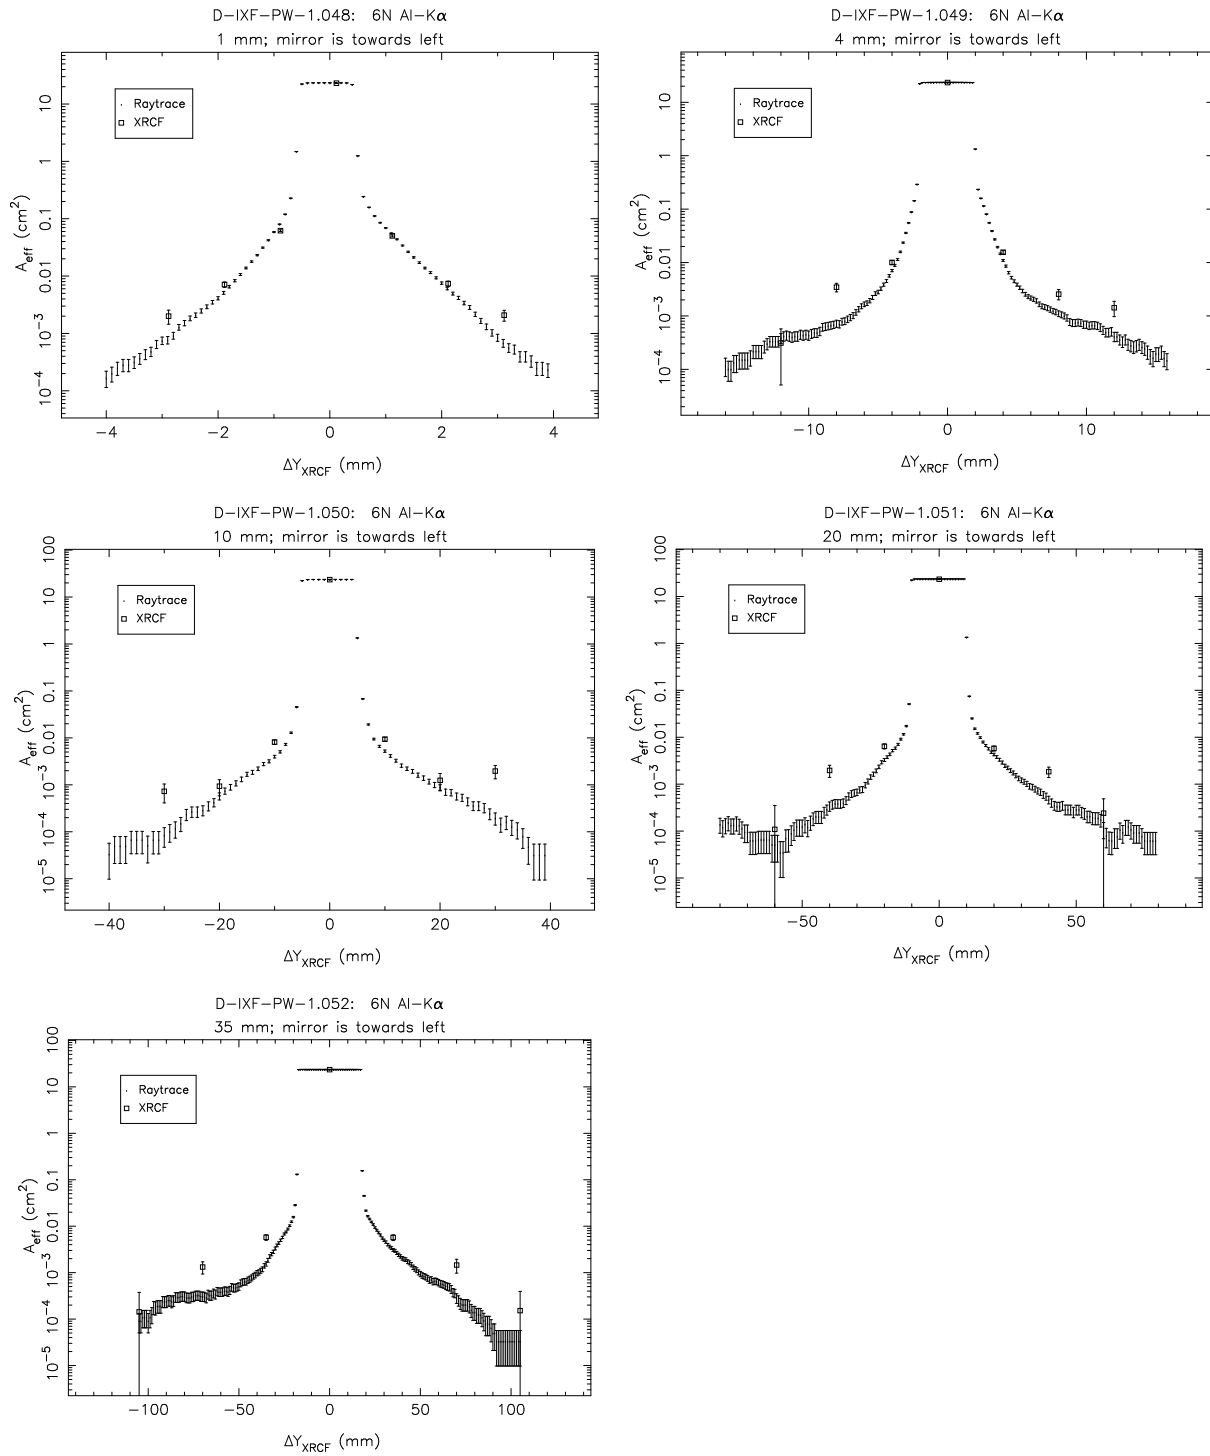 D-IXF-PW-1.048: 6N Al-Kα
1 mm; mirror is towards left
Raytrace
XRCF
10
1
0.1
0.01
10⁻³
10⁻⁴
A_eff (cm²)
−4 −2 0 2 4
ΔY_XRCF (mm)
D-IXF-PW-1.049: 6N Al-Kα
4 mm; mirror is towards left
Raytrace
XRCF
10
1
0.1
0.01
10⁻³
10⁻⁴
A_eff (cm²)
−10 0 10
ΔY_XRCF (mm)
D-IXF-PW-1.050: 6N Al-Kα
10 mm; mirror is towards left
Raytrace
XRCF
100
10
1
0.1
0.01
10⁻³
10⁻⁴
10⁻⁵
A_eff (cm²)
−40 −20 0 20 40
ΔY_XRCF (mm)
D-IXF-PW-1.051: 6N Al-Kα
20 mm; mirror is towards left
Raytrace
XRCF
100
10
1
0.1
0.01
10⁻³
10⁻⁴
10⁻⁵
A_eff (cm²)
−50 0 50
ΔY_XRCF (mm)
D-IXF-PW-1.052: 6N Al-Kα
35 mm; mirror is towards left
Raytrace
XRCF
100
10
1
0.1
0.01
10⁻³
10⁻⁴
10⁻⁵
A_eff (cm²)
−100 −50 0 50 100
ΔY_XRCF (mm)